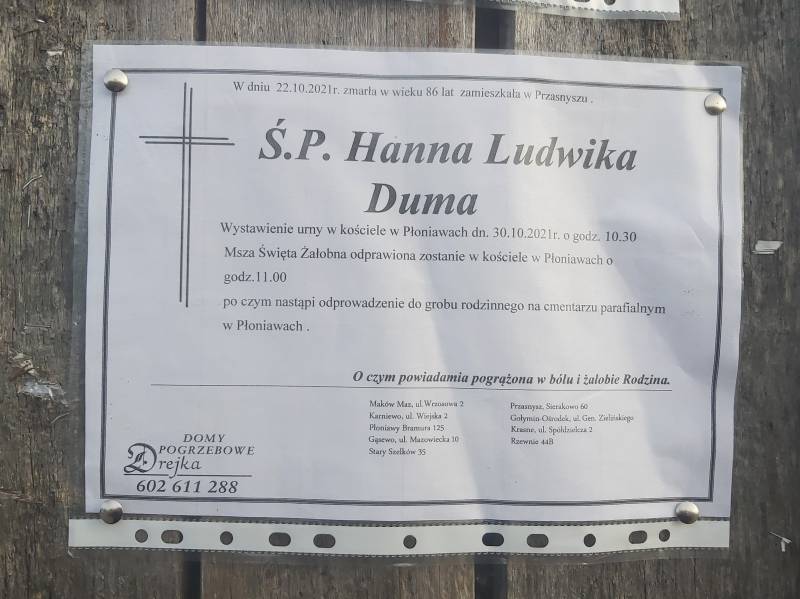 W dniu 22.10.2021r. zmarła w wieku 86 lat zamieszkała w Przasnyszu .
Ś.P. Hanna Ludwika
Duma
Wystawienie urny w kościele w Płoniawach dn. 30.10.2021r. o godz. 10.30
Msza Święta Żałobna odprawiona zostanie w kościele w Płoniawach o
godz.11.00
po czym nastąpi odprowadzenie do grobu rodzinnego na cmentarzu parafialnym
w Płoniawach .
O czym powiadamia pogrążona w bólu i żalobie Rodzina.
Maków Maz, ul. Wrzosowa 2
Karniewo, ul. Wiejska 2
Płoniawy Bramura 125
Gąsewo, ul. Mazowiecka 10
Stary Szelków 35
Przasnysz, Sierakowo 60
Gołymin-Ośrodek, ul. Gen. Zielińskiego
Krasne, ul. Spółdzielcza 2
Rzewnie 44B
DOMY
POGRZEBOWE
Drejka
602 611 288